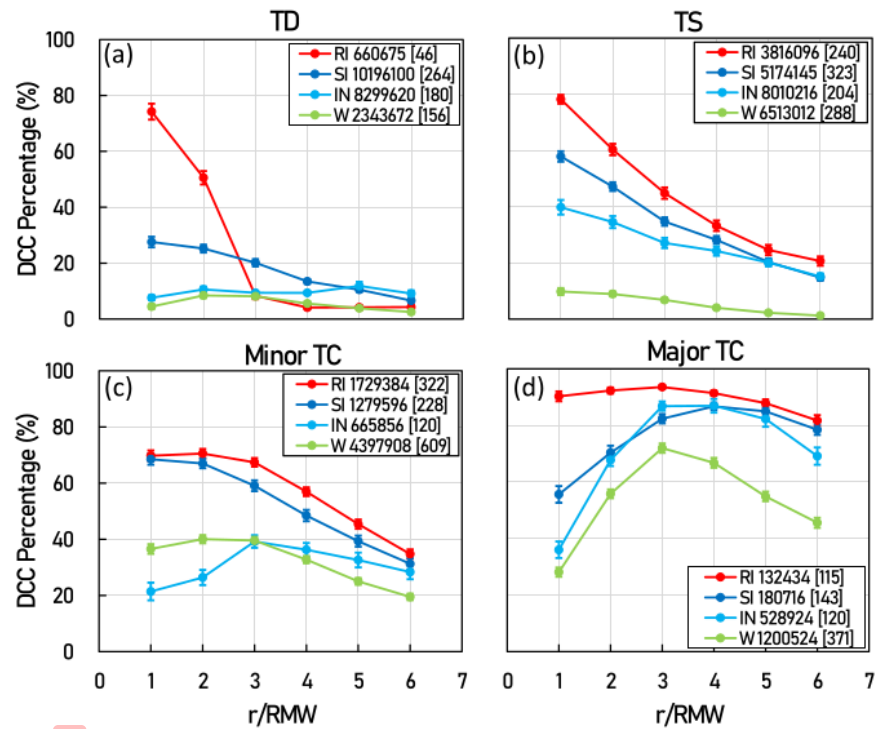 TD
TS
DCC Percentage (%)
100
80
60
40
20
0
(a)
RI 660675 [46]
SI 10196100 [264]
IN 8299620 [180]
W 2343672 [156]
(b)
RI 3816096 [240]
SI 5174145 [323]
IN 8010216 [204]
W 6513012 [288]
Minor TC
Major TC
DCC Percentage (%)
100
80
60
40
20
0
(c)
RI 1729384 [322]
SI 1279596 [228]
IN 665856 [120]
W 4397908 [609]
(d)
RI 132434 [115]
SI 180716 [143]
IN 528924 [120]
W 1200524 [371]
0 1 2 3 4 5 6 7
0 1 2 3 4 5 6 7
r/RMW
r/RMW